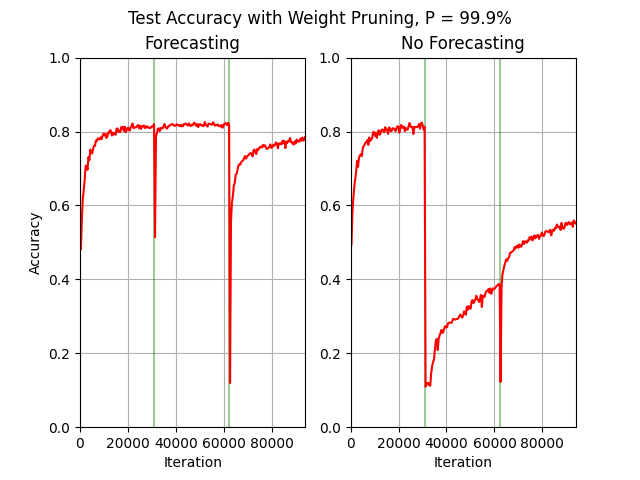 Test Accuracy with Weight Pruning, P = 99.9%
Forecasting
No Forecasting
1.0
0.8
0.6
0.4
0.2
0.0
Accuracy
0 20000 40000 60000 80000
Iteration
1.0
0.8
0.6
0.4
0.2
0.0
0 20000 40000 60000 80000
Iteration